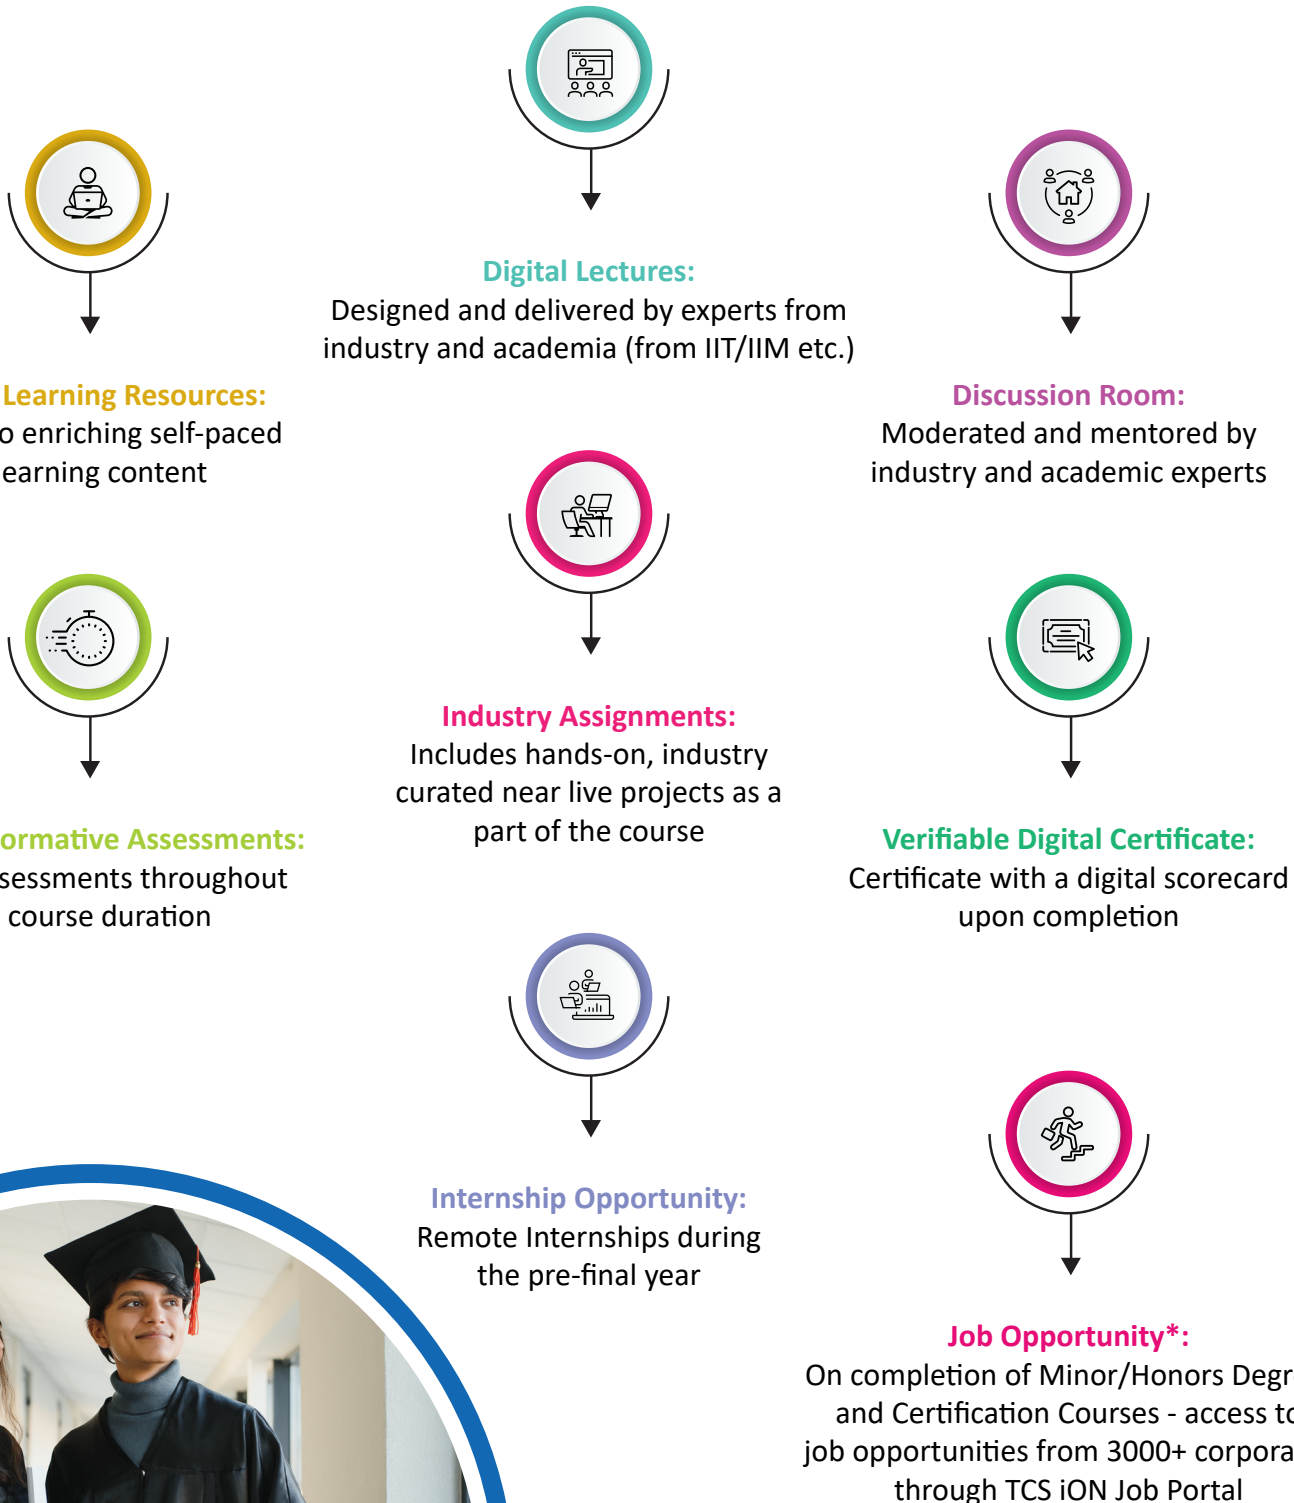 Digital Lectures:
Designed and delivered by experts from
industry and academia (from IIT/IIM etc.)
Learning Resources:
enriching self-paced
content
Discussion Room:
Moderated and mentored by
industry and academic experts
Industry Assignments:
Includes hands-on, industry
curated near live projects as a
part of the course
Assessments:
throughout
course duration
Verifiable Digital Certificate:
Certificate with a digital scorecard
upon completion
Internship Opportunity:
Remote Internships during
the pre-final year
Job Opportunity*:
On completion of Minor/Honors
and Certification Courses - access
job opportunities from 3000+
through TCS iON Job Portal